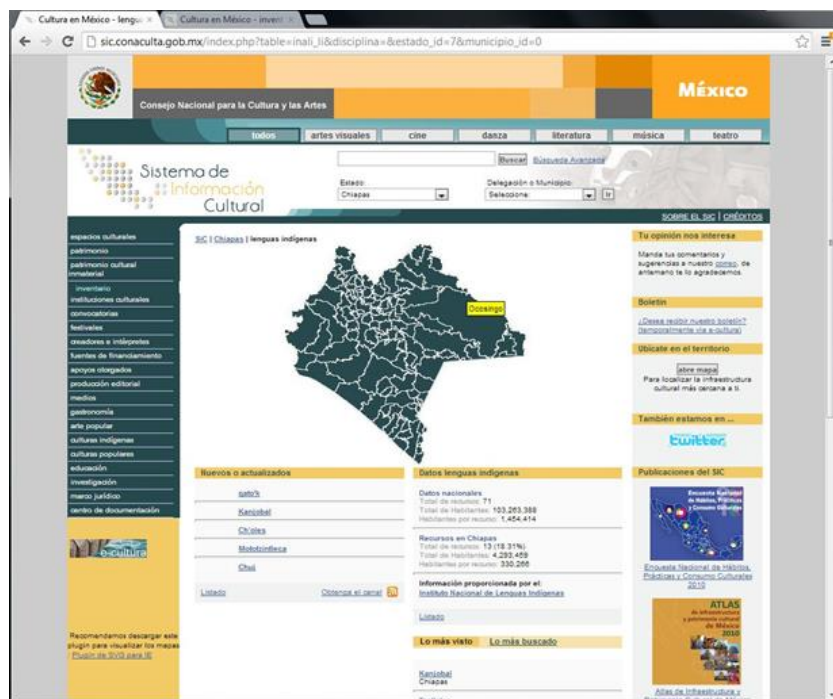 Cultura en México - lengu
Cultura en México - invent
sic.conaculta.gob.mx/index.php?table=inali_li&disciplina=&estado_id=7&municipio_id=0
Consejo Nacional para la Cultura y las Artes
MÉXICO
todos
artes visuales
cine
danza
literatura
música
teatro
Sistema de
Información
Cultural
Buscar
Búsqueda Avanzada
Estado:
Delegación o Municipio:
Chiapas
Seleccione:
Ir
SOBRE EL SIC | CRÉDITOS
espacios culturales
patrimonio
patrimonio cultural
inmaterial
inventario
instituciones culturales
convocatorias
festivales
creadores e intérpretes
fuentes de financiamiento
apoyos otorgados
producción editorial
medios
gastronomía
arte popular
culturas indígenas
culturas populares
educación
investigación
marco jurídico
centro de documentación
e-cultura
Recomendamos descargar este
plugin para visualizar los mapas
Plugin de SVG para IE
SIC | Chiapas | lenguas indígenas
Ocosingo
Nuevos o actualizados
qato'k
Kanjobal
Ch'oles
Mototzintleca
Chuj
Listado
Obtenga el canal
Datos lenguas indígenas
Datos nacionales
Total de recursos: 71
Total de Habitantes: 103,263,388
Habitantes por recurso: 1,454,414
Recursos en Chiapas
Total de recursos: 13 (18.31%)
Total de Habitantes: 4,293,459
Habitantes por recurso: 330,266
Información proporcionada por el:
Instituto Nacional de Lenguas Indígenas
Listado
Lo más visto
Lo más buscado
Kanjobal
Chiapas
Tu opinión nos interesa
Manda tus comentarios y
sugerencias a nuestro correo, de
antemano te lo agradecemos.
Boletín
¿Desea recibir nuestro boletín?
(temporalmente vía e-cultura)
Ubícate en el territorio
abre mapa
Para localizar la infraestructura
cultural más cercana a ti.
También estamos en ...
twitter
Publicaciones del SIC
Encuesta Nacional
de Hábitos, Prácticas
y Consumo Culturales
Encuesta Nacional de Hábitos,
Prácticas y Consumo Culturales
2010
ATLAS
de infraestructura
y patrimonio cultural
de México
2010
Atlas de Infraestructura y